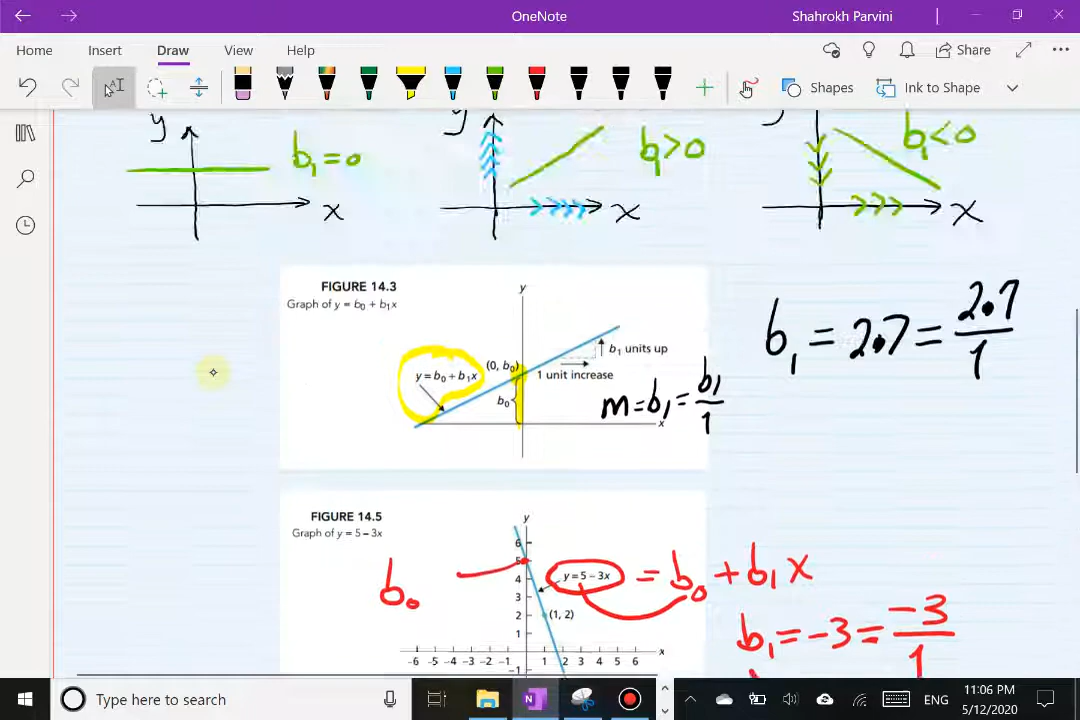 OneNote
Shahrokh Parvini
Home Insert Draw View Help
Share
Shapes
Ink to Shape
y
b₁ = 0
x
y
b₁ > 0
x
y
b₁ < 0
x
FIGURE 14.3
Graph of y = b₀ + b₁x
y
(0, b₀)
b₁ units up
y = b₀ + b₁x
1 unit increase
b₀
x
m = b₁ = b₁/1
b₁ = 2.7 = 2.7/1
FIGURE 14.5
Graph of y = 5 – 3x
y
6
5
4
3
2
1
-1
y = 5 – 3x
(1, 2)
x
-6 -5 -4 -3 -2 -1 1 2 3 4 5 6
b₀
= b₀ + b₁x
b₁ = -3 = -3/1
Type here to search
ENG
11:06 PM
5/12/2020